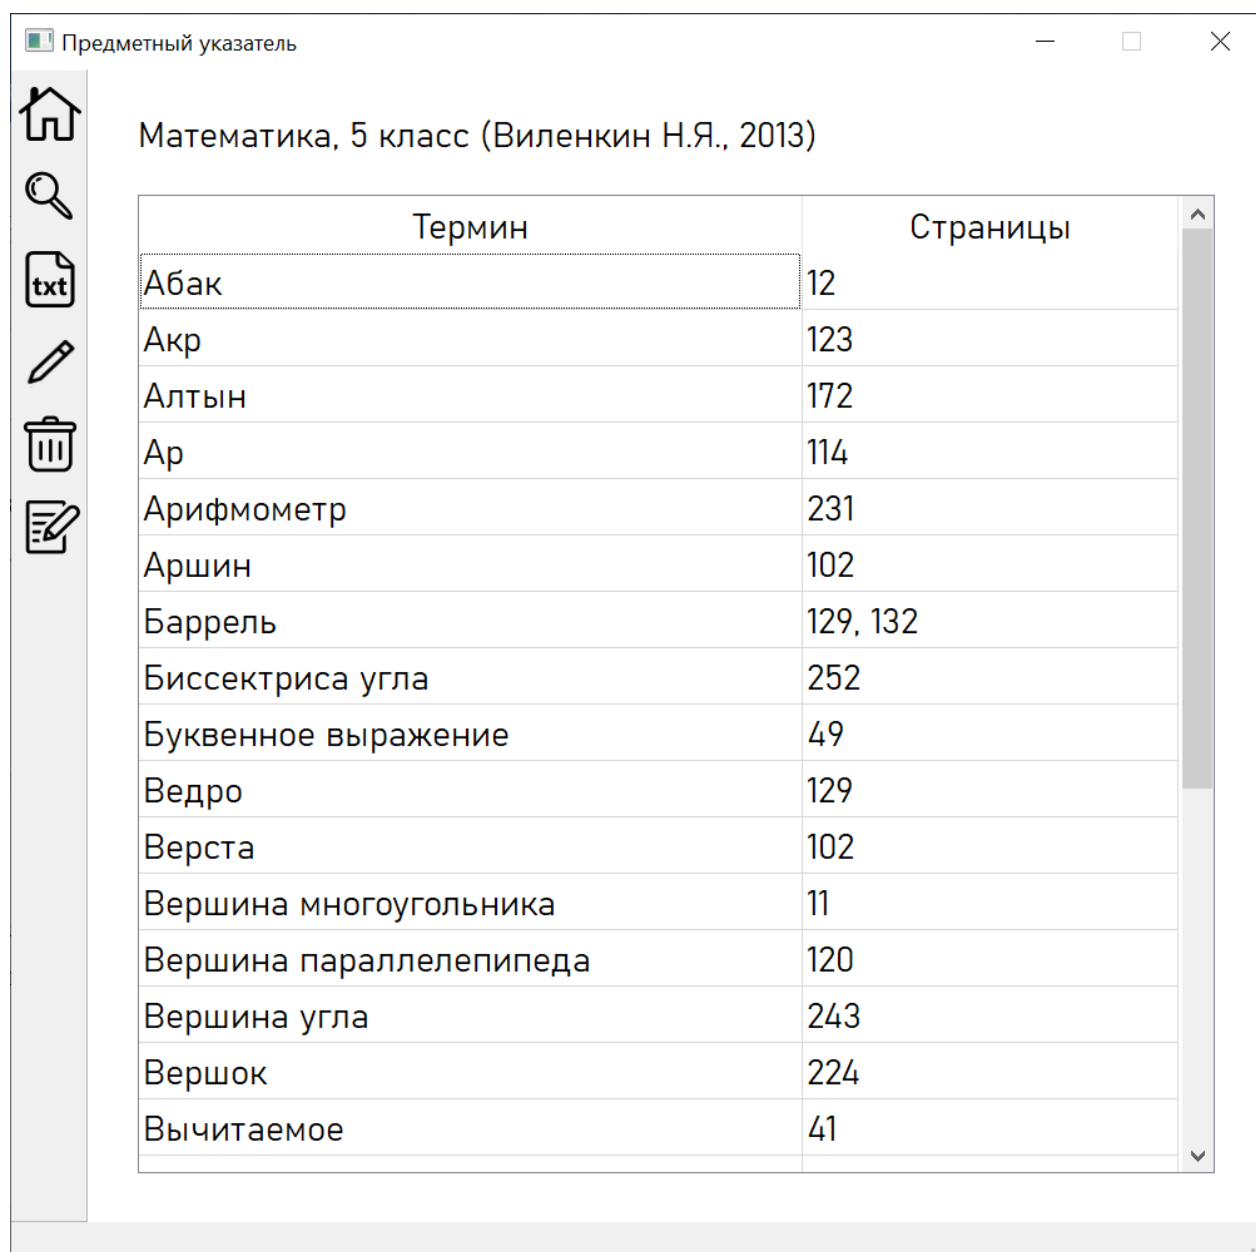 Предметный указатель
Математика, 5 класс (Виленкин Н.Я., 2013)
Термин Страницы
Абак 12
Акр 123
txt
Алтын 172
Ар 114
Арифмометр 231
Аршин 102
Баррель 129, 132
Биссектриса угла 252
Буквенное выражение 49
Ведро 129
Верста 102
Вершина многоугольника 11
Вершина параллелепипеда 120
Вершина угла 243
Вершок 224
Вычитаемое 41